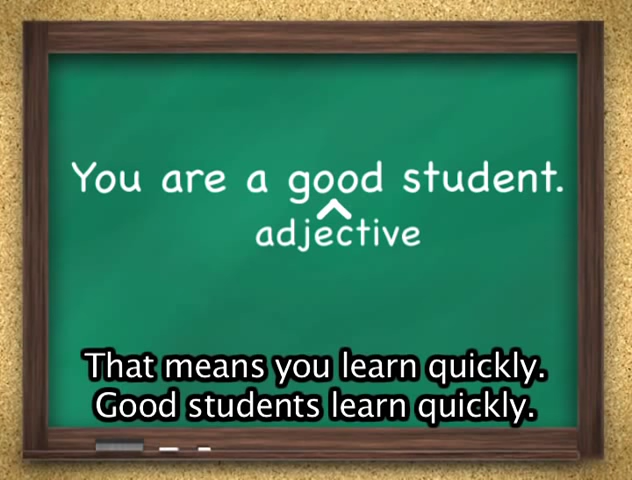 You are a good student.
adjective
That means you learn quickly.
Good students learn quickly.